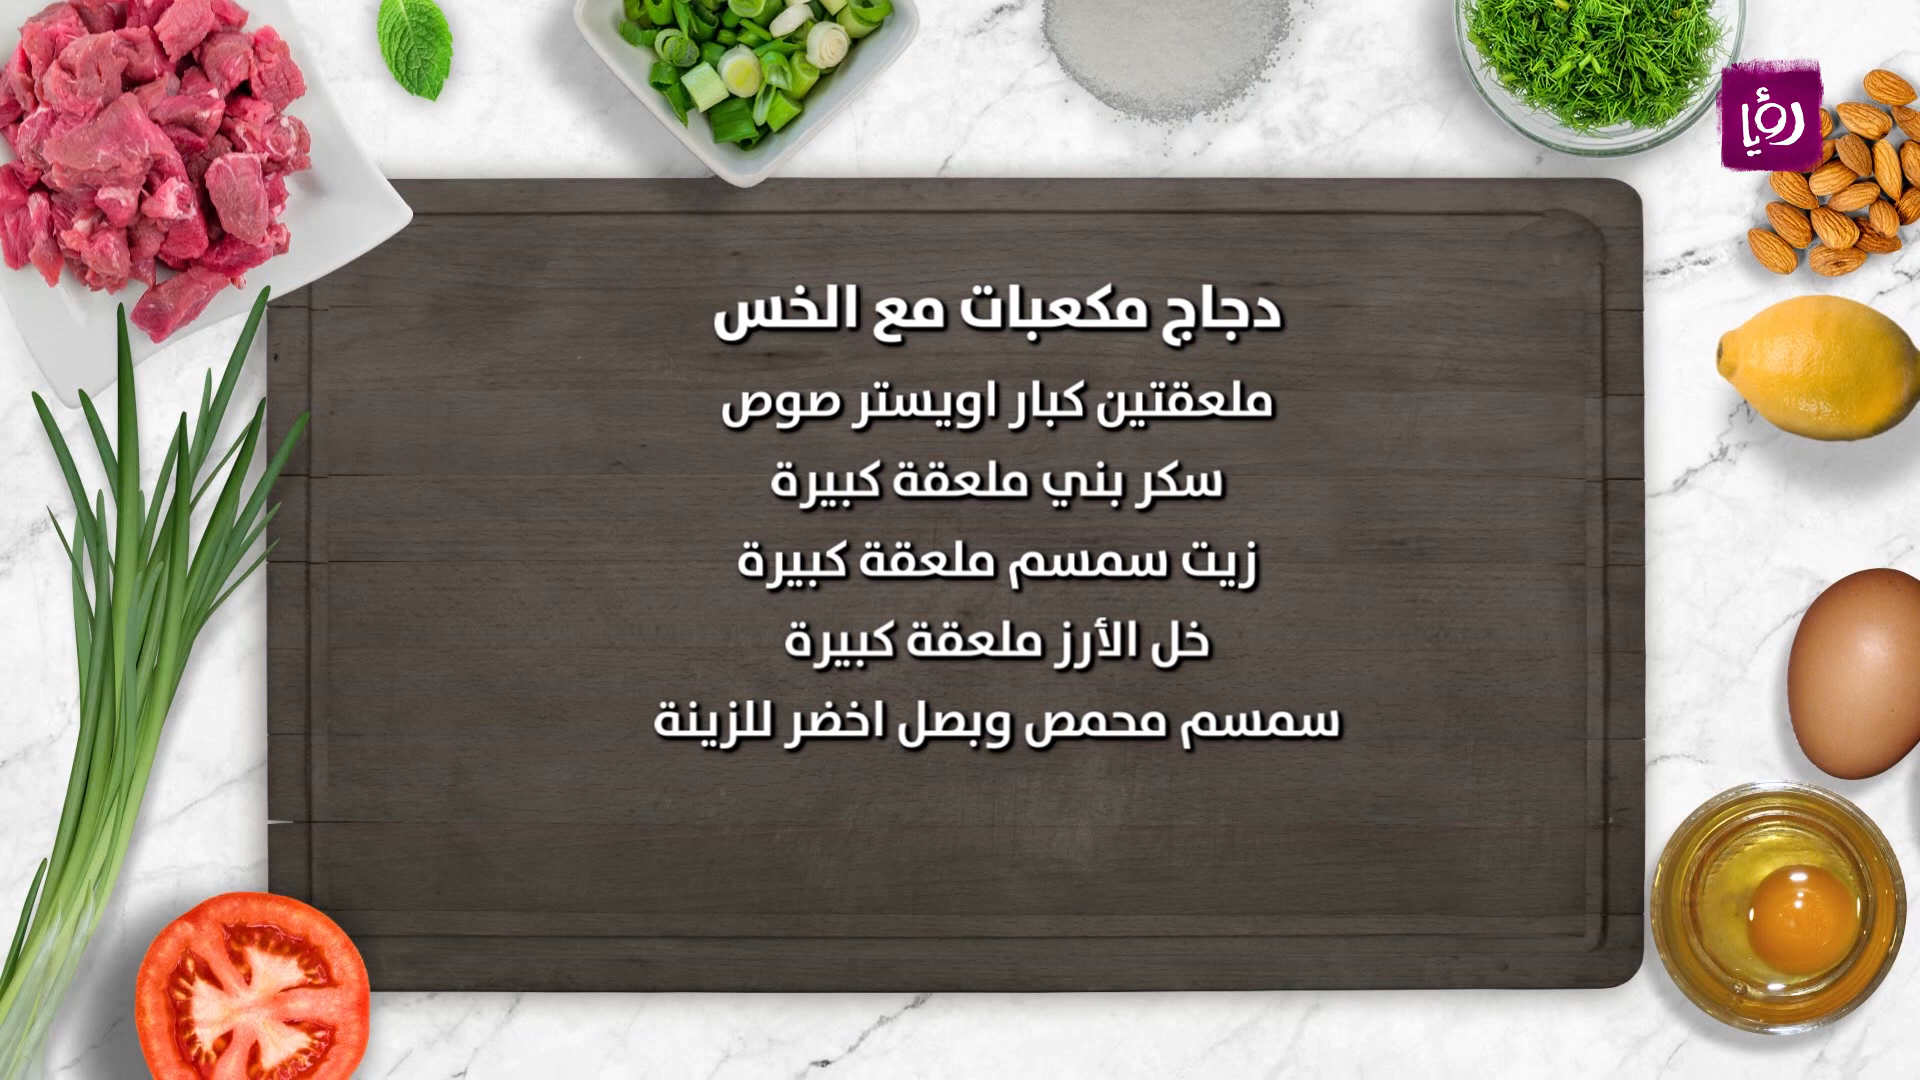 رؤيا
دجاج مكعبات مع الخس
ملعقتين كبار اويستر صوص
سكر بني ملعقة كبيرة
زيت سمسم ملعقة كبيرة
خل الأرز ملعقة كبيرة
سمسم محمص وبصل اخضر للزينة